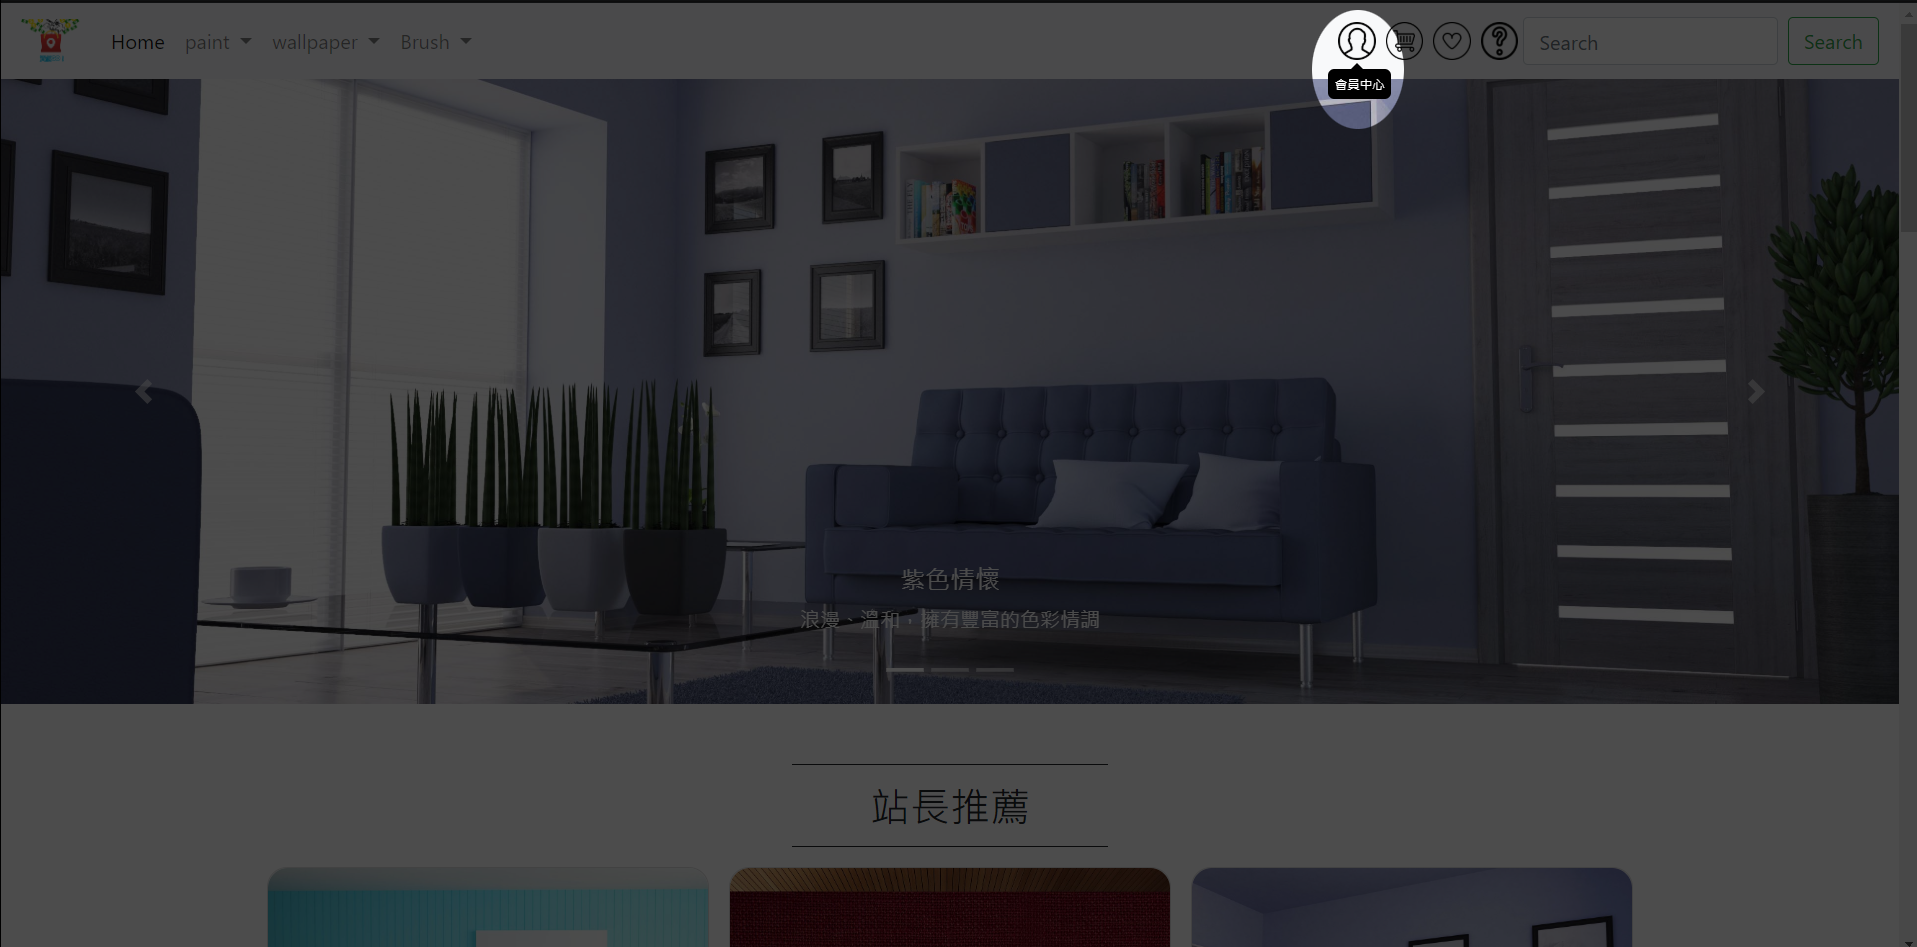 Home
paint
wallpaper
Brush
Search
Search
會員中心
紫色情懷
浪漫、溫和，擁有豐富的色彩情調
站長推薦